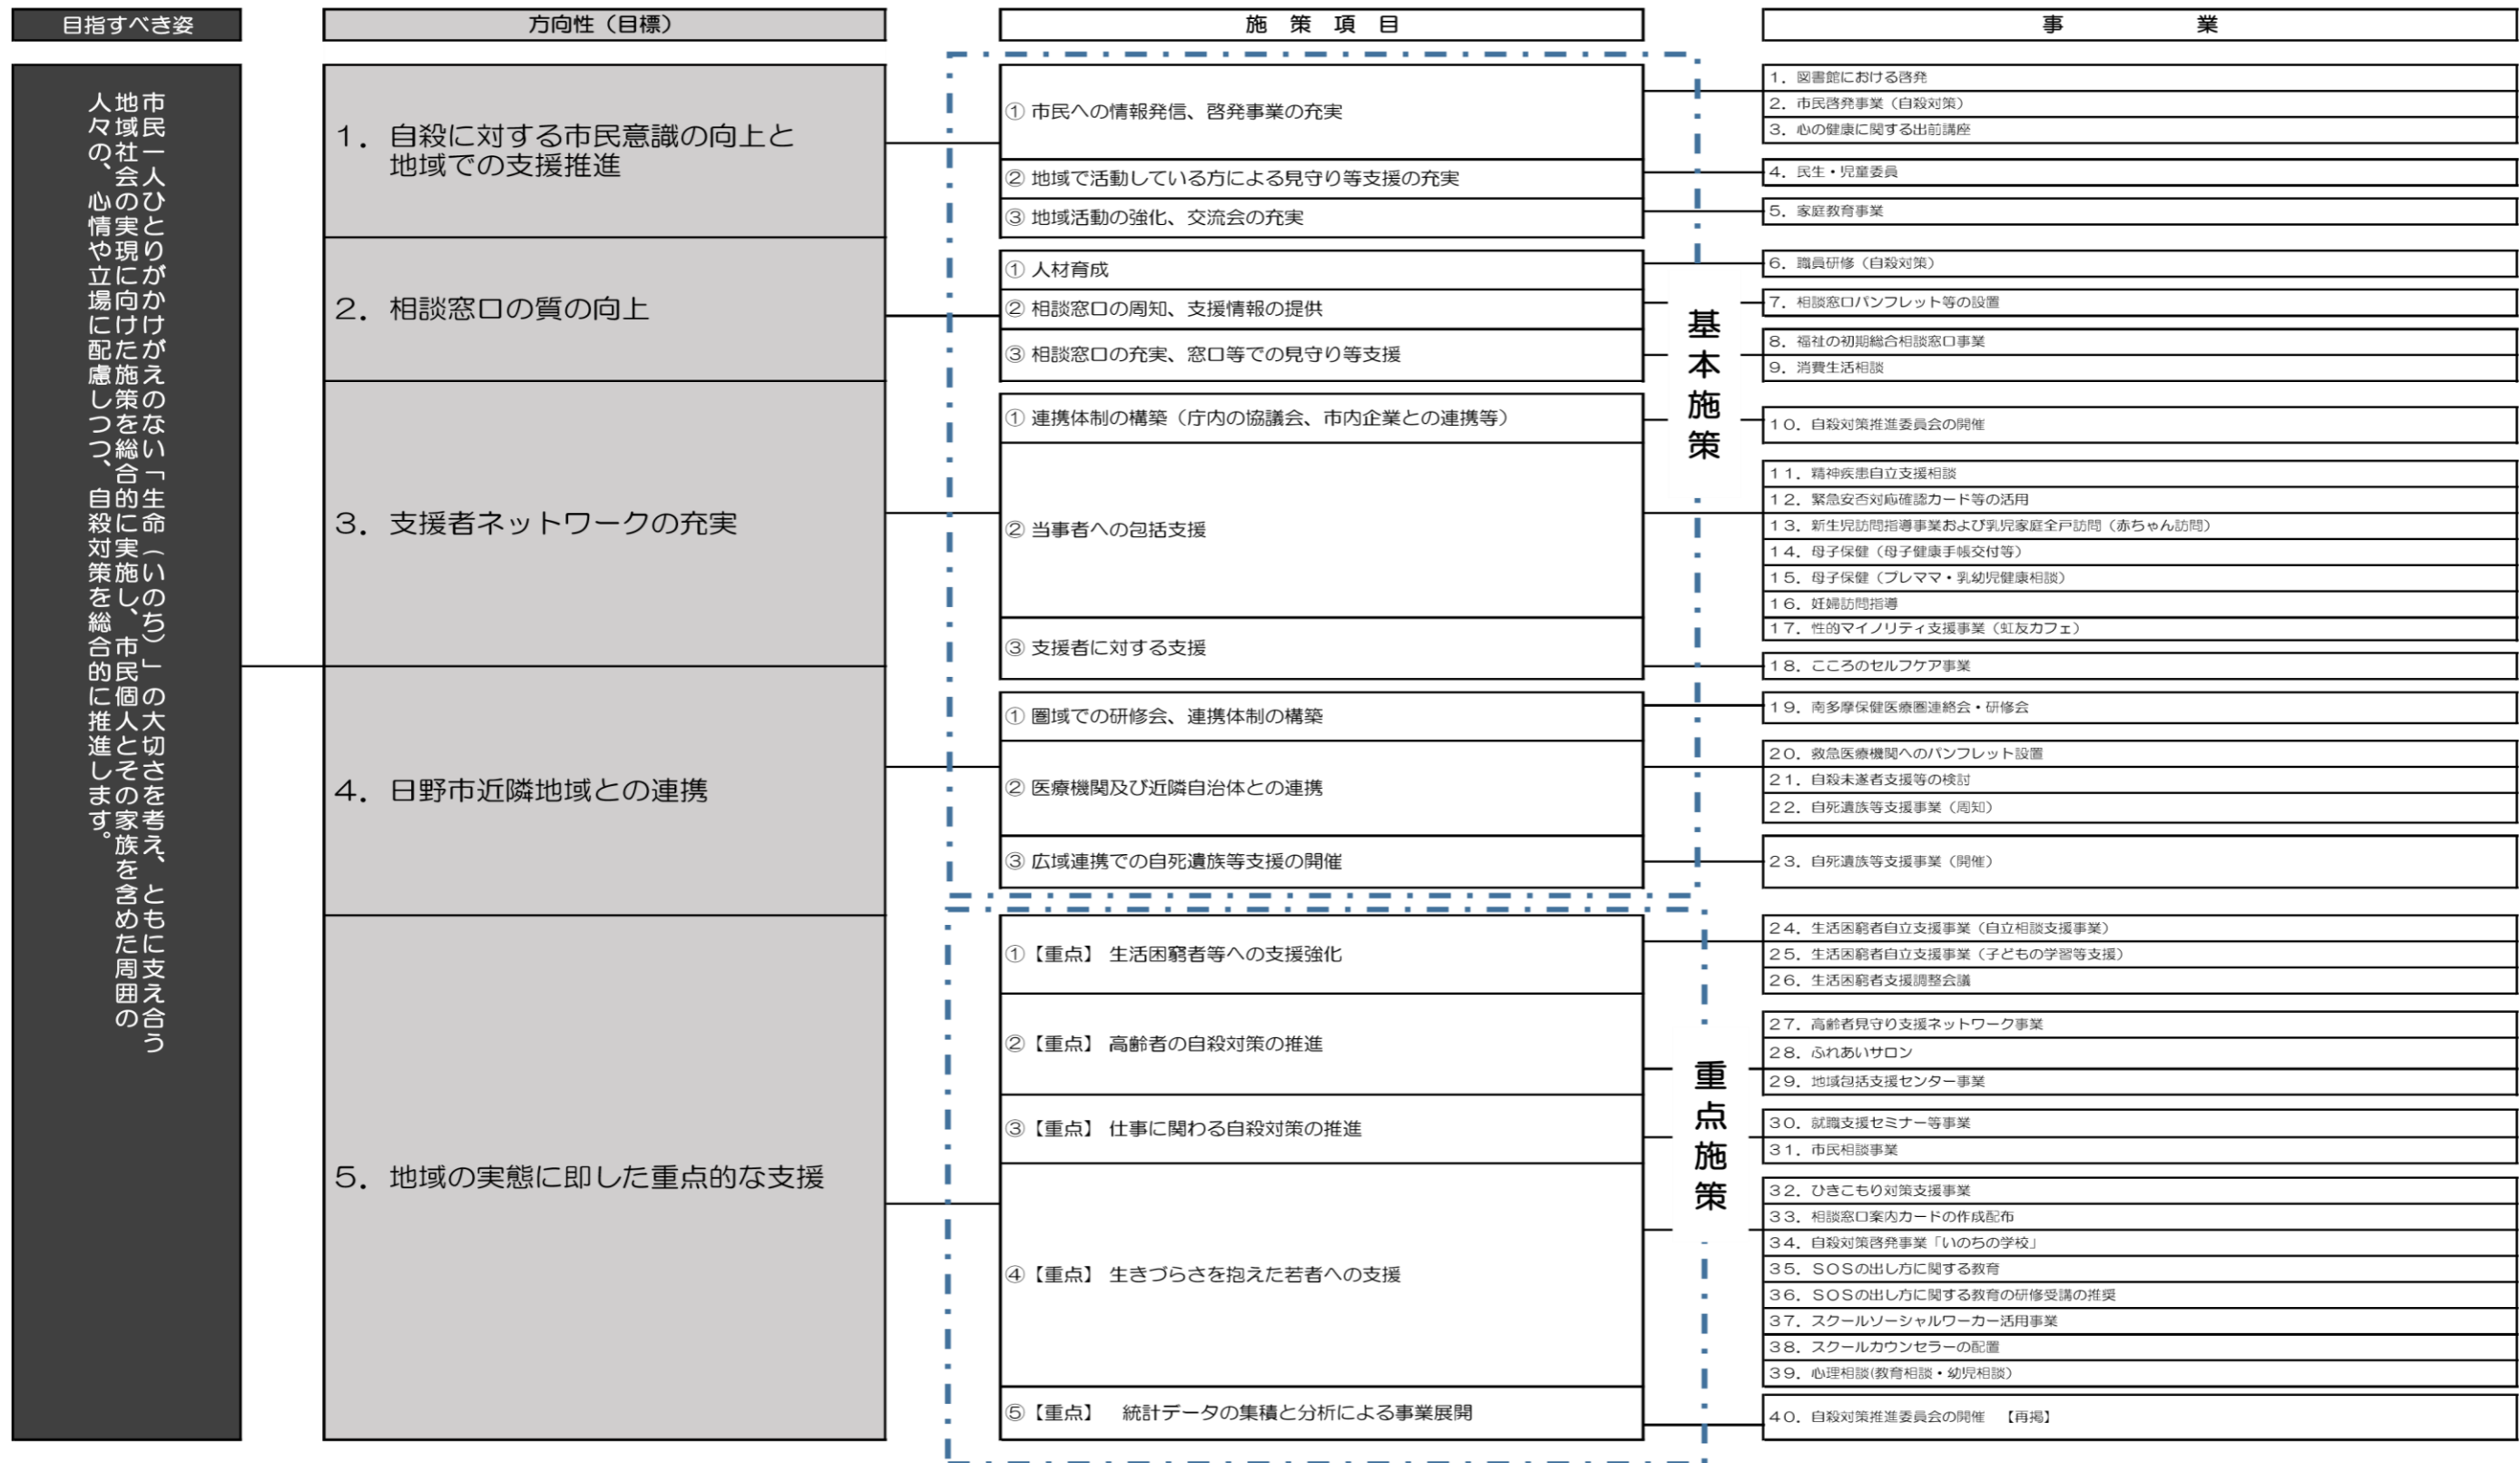 目指すべき姿
方向性（目標）
施　策　項　目
事　　　　業
市民一人ひとりがかけがえのない「生命（いのち）」の大切さを考え、ともに支え合う
地域社会の実現に向けた施策を総合的に実施し、市民個人とその家族を含めた周囲の
人々の、心情や立場に配慮しつつ、自殺対策を総合的に推進します。
1．自殺に対する市民意識の向上と
地域での支援推進
① 市民への情報発信、啓発事業の充実
1．図書館における啓発
2．市民啓発事業（自殺対策）
3．心の健康に関する出前講座
② 地域で活動している方による見守り等支援の充実
4．民生・児童委員
③ 地域活動の強化、交流会の充実
5．家庭教育事業
2．相談窓口の質の向上
① 人材育成
6．職員研修（自殺対策）
② 相談窓口の周知、支援情報の提供
7．相談窓口パンフレット等の設置
③ 相談窓口の充実、窓口等での見守り等支援
8．福祉の初期総合相談窓口事業
9．消費生活相談
基本施策
3．支援者ネットワークの充実
① 連携体制の構築（庁内の協議会、市内企業との連携等）
10．自殺対策推進委員会の開催
② 当事者への包括支援
11．精神疾患自立支援相談
12．緊急安否対応確認カード等の活用
13．新生児訪問指導事業および乳児家庭全戸訪問（赤ちゃん訪問）
14．母子保健（母子健康手帳交付等）
15．母子保健（プレママ・乳幼児健康相談）
16．妊婦訪問指導
17．性的マイノリティ支援事業（虹友カフェ）
③ 支援者に対する支援
18．こころのセルフケア事業
4．日野市近隣地域との連携
① 圏域での研修会、連携体制の構築
19．南多摩保健医療圏連絡会・研修会
② 医療機関及び近隣自治体との連携
20．救急医療機関へのパンフレット設置
21．自殺未遂者支援等の検討
22．自死遺族等支援事業（周知）
③ 広域連携での自死遺族等支援の開催
23．自死遺族等支援事業（開催）
5．地域の実態に即した重点的な支援
①【重点】 生活困窮者等への支援強化
24．生活困窮者自立支援事業（自立相談支援事業）
25．生活困窮者自立支援事業（子どもの学習等支援）
26．生活困窮者支援調整会議
②【重点】 高齢者の自殺対策の推進
27．高齢者見守り支援ネットワーク事業
28．ふれあいサロン
29．地域包括支援センター事業
重点施策
③【重点】 仕事に関わる自殺対策の推進
30．就職支援セミナー等事業
31．市民相談事業
④【重点】 生きづらさを抱えた若者への支援
32．ひきこもり対策支援事業
33．相談窓口案内カードの作成配布
34．自殺対策啓発事業「いのちの学校」
35．SOSの出し方に関する教育
36．SOSの出し方に関する教育の研修受講の推奨
37．スクールソーシャルワーカー活用事業
38．スクールカウンセラーの配置
39．心理相談(教育相談・幼児相談）
⑤【重点】　統計データの集積と分析による事業展開
40．自殺対策推進委員会の開催　【再掲】